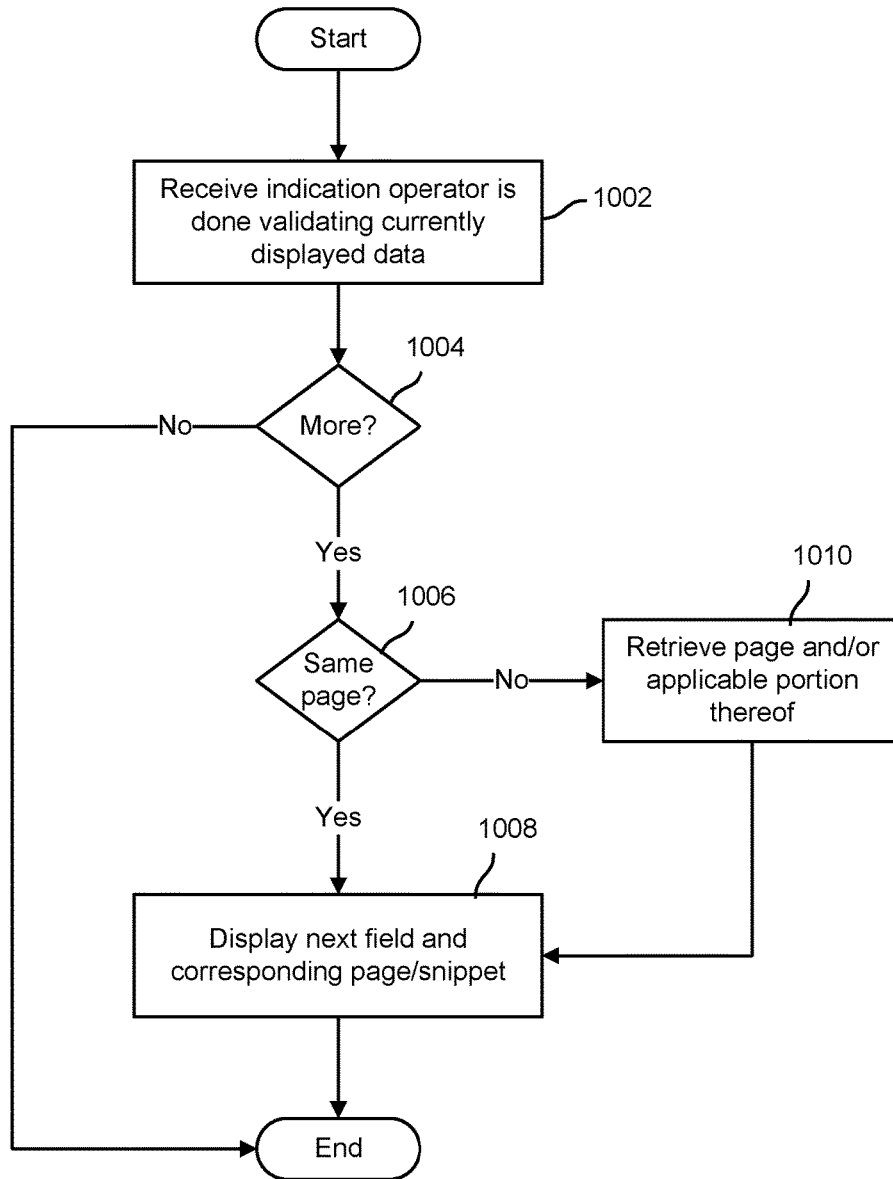 Start
Receive indication operator is
done validating currently
displayed data
1002
1004
More?
No
Yes
1006
Same
page?
No
1010
Retrieve page and/or
applicable portion
thereof
Yes
1008
Display next field and
corresponding page/snippet
End